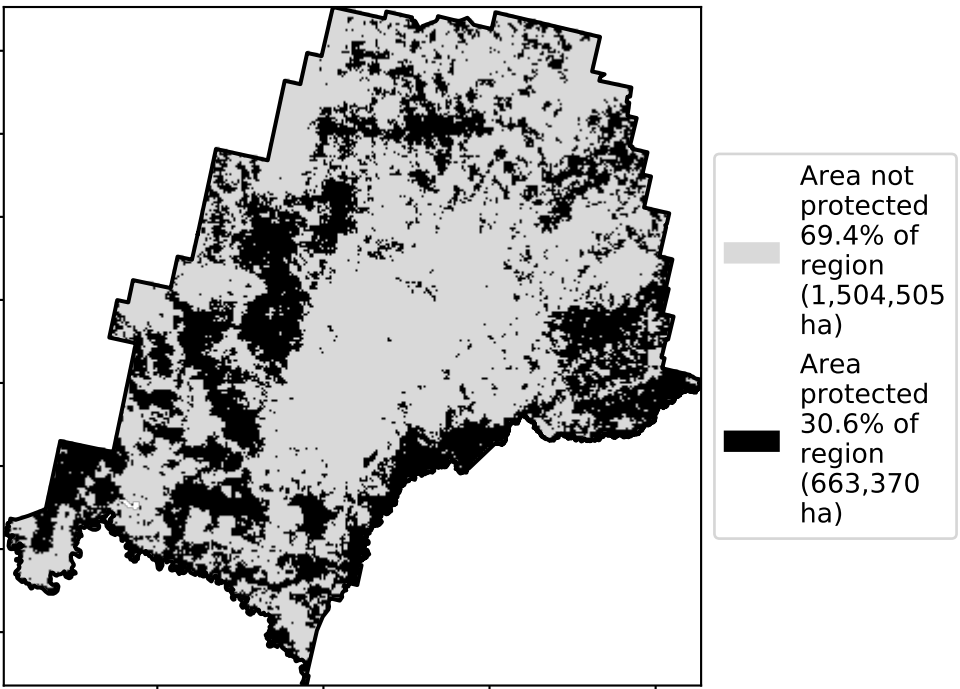 Area not
protected
69.4% of
region
(1,504,505
ha)
Area
protected
30.6% of
region
(663,370
ha)